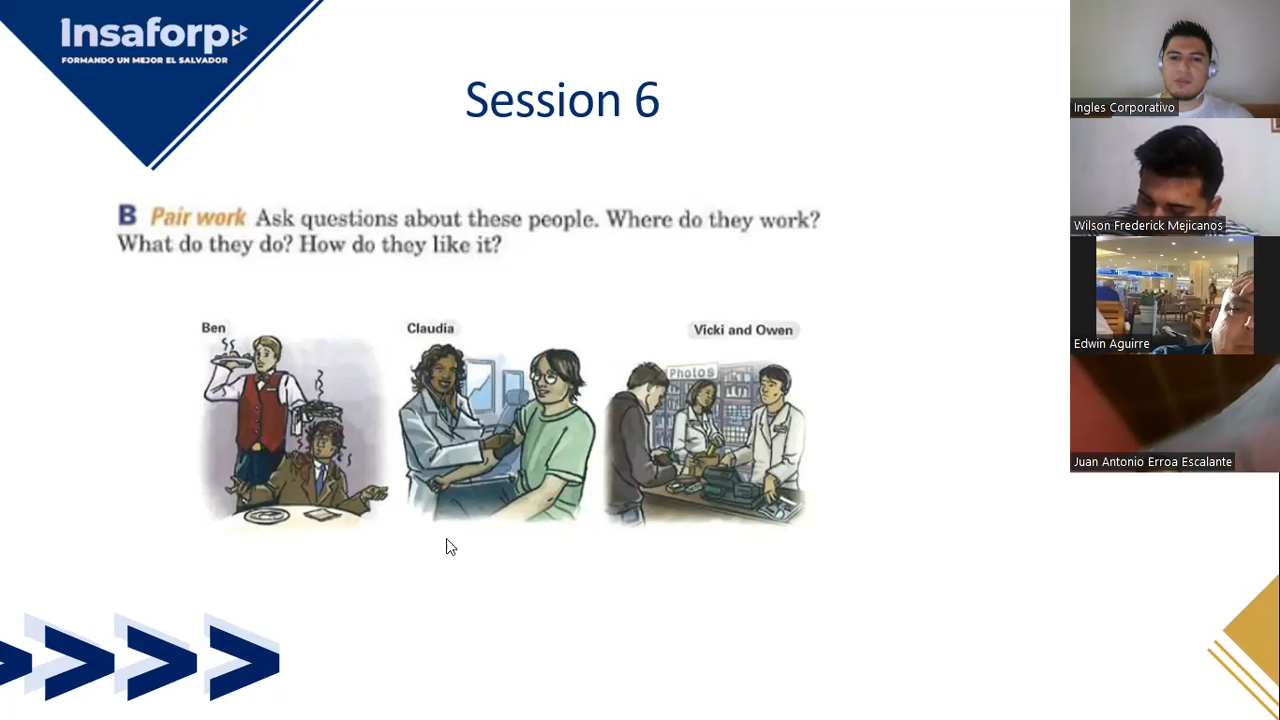 Insaforp
FORMANDO UN MEJOR EL SALVADOR
Session 6
B Pair work Ask questions about these people. Where do they work?
What do they do? How do they like it?
Ben
Claudia
Vicki and Owen
Photos
Ingles Corporativo
Wilson Frederick Mejicanos
Edwin Aguirre
Juan Antonio Erroa Escalante